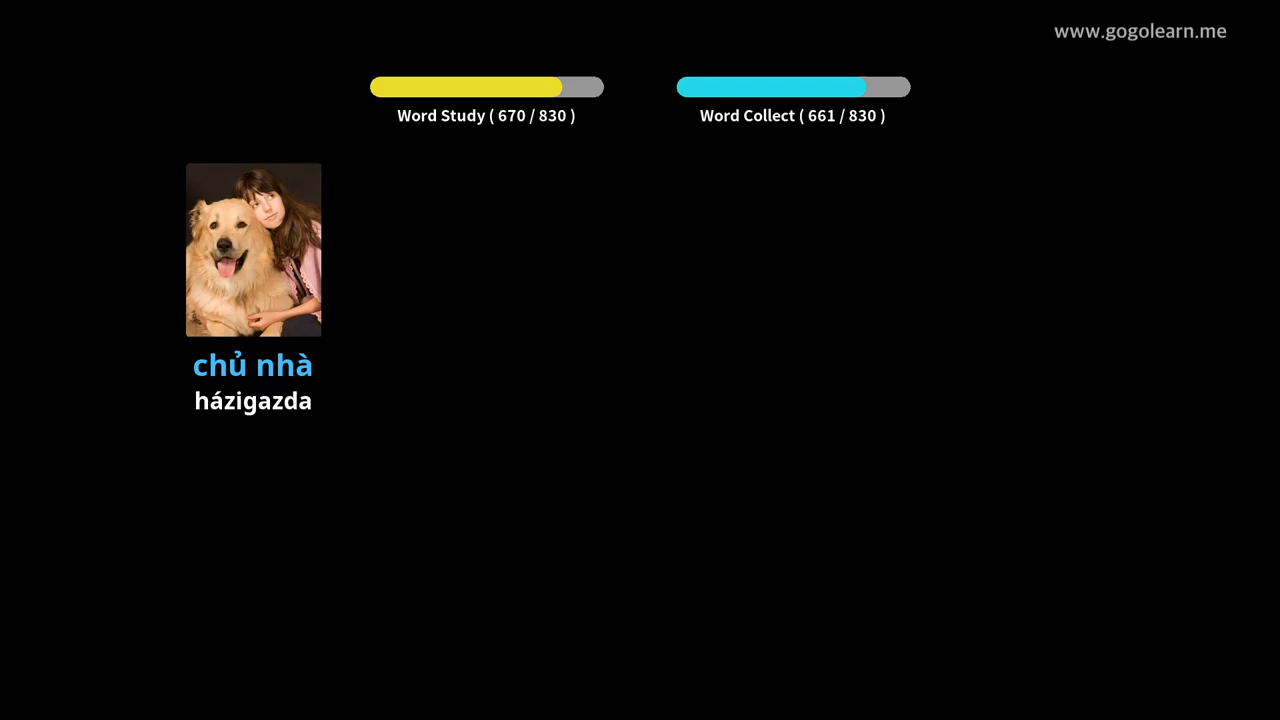 www.gogolearn.me
Word Study ( 670 / 830 )
Word Collect ( 661 / 830 )
chủ nhà
házigazda